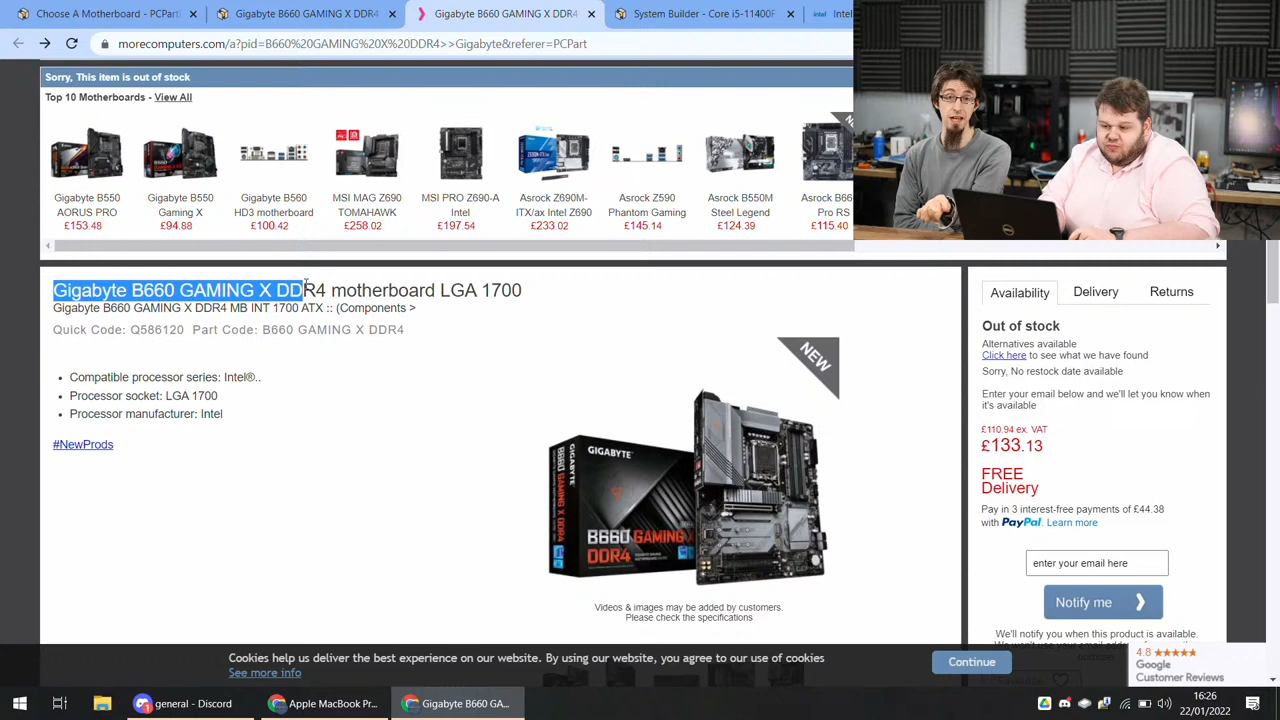 Choose A Part
Gigabyte B660 GAMING X DDR4
Gigabyte B660 GAMING X DDR4
System Builder - Core i5-11400F
morecomputers.com/a?pid=B660%20GAMING%20X%20DDR4>>Gigabyte&referer=PCPart
Sorry, This item is out of stock
Top 10 Motherboards - View All
Gigabyte B550
AORUS PRO
£153.48
Gigabyte B550
Gaming X
£94.88
Gigabyte B560
HD3 motherboard
£100.42
MSI MAG Z690
TOMAHAWK
£258.02
MSI PRO Z690-A
Intel
£197.54
Asrock Z690M-
ITX/ax Intel Z690
£233.02
Asrock Z590
Phantom Gaming
£145.14
Asrock B550M
Steel Legend
£124.39
Asrock B66
Pro RS
£115.40
Gigabyte B660 GAMING X DDR4 motherboard LGA 1700
Gigabyte B660 GAMING X DDR4 MB INT 1700 ATX :: (Components >
Quick Code: Q586120 Part Code: B660 GAMING X DDR4
Compatible processor series: Intel®..
Processor socket: LGA 1700
Processor manufacturer: Intel
#NewProds
NEW
GIGABYTE
B660 GAMING X
DDR4
Videos & images may be added by customers.
Please check the specifications
Availability
Delivery
Returns
Out of stock
Alternatives available
Click here to see what we have found
Sorry, No restock date available
Enter your email below and we'll let you know when
it's available
£110.94 ex. VAT
£133.13
FREE
Delivery
Pay in 3 interest-free payments of £44.38
with PayPal. Learn more
enter your email here
Notify me
We'll notify you when this product is available.
Cookies help us deliver the best experience on our website. By using our website, you agree to our use of cookies
See more info
Continue
4.8
Google
Customer Reviews
general - Discord
Apple MacBook P...
Gigabyte B660 GA...
16:26
22/01/2022